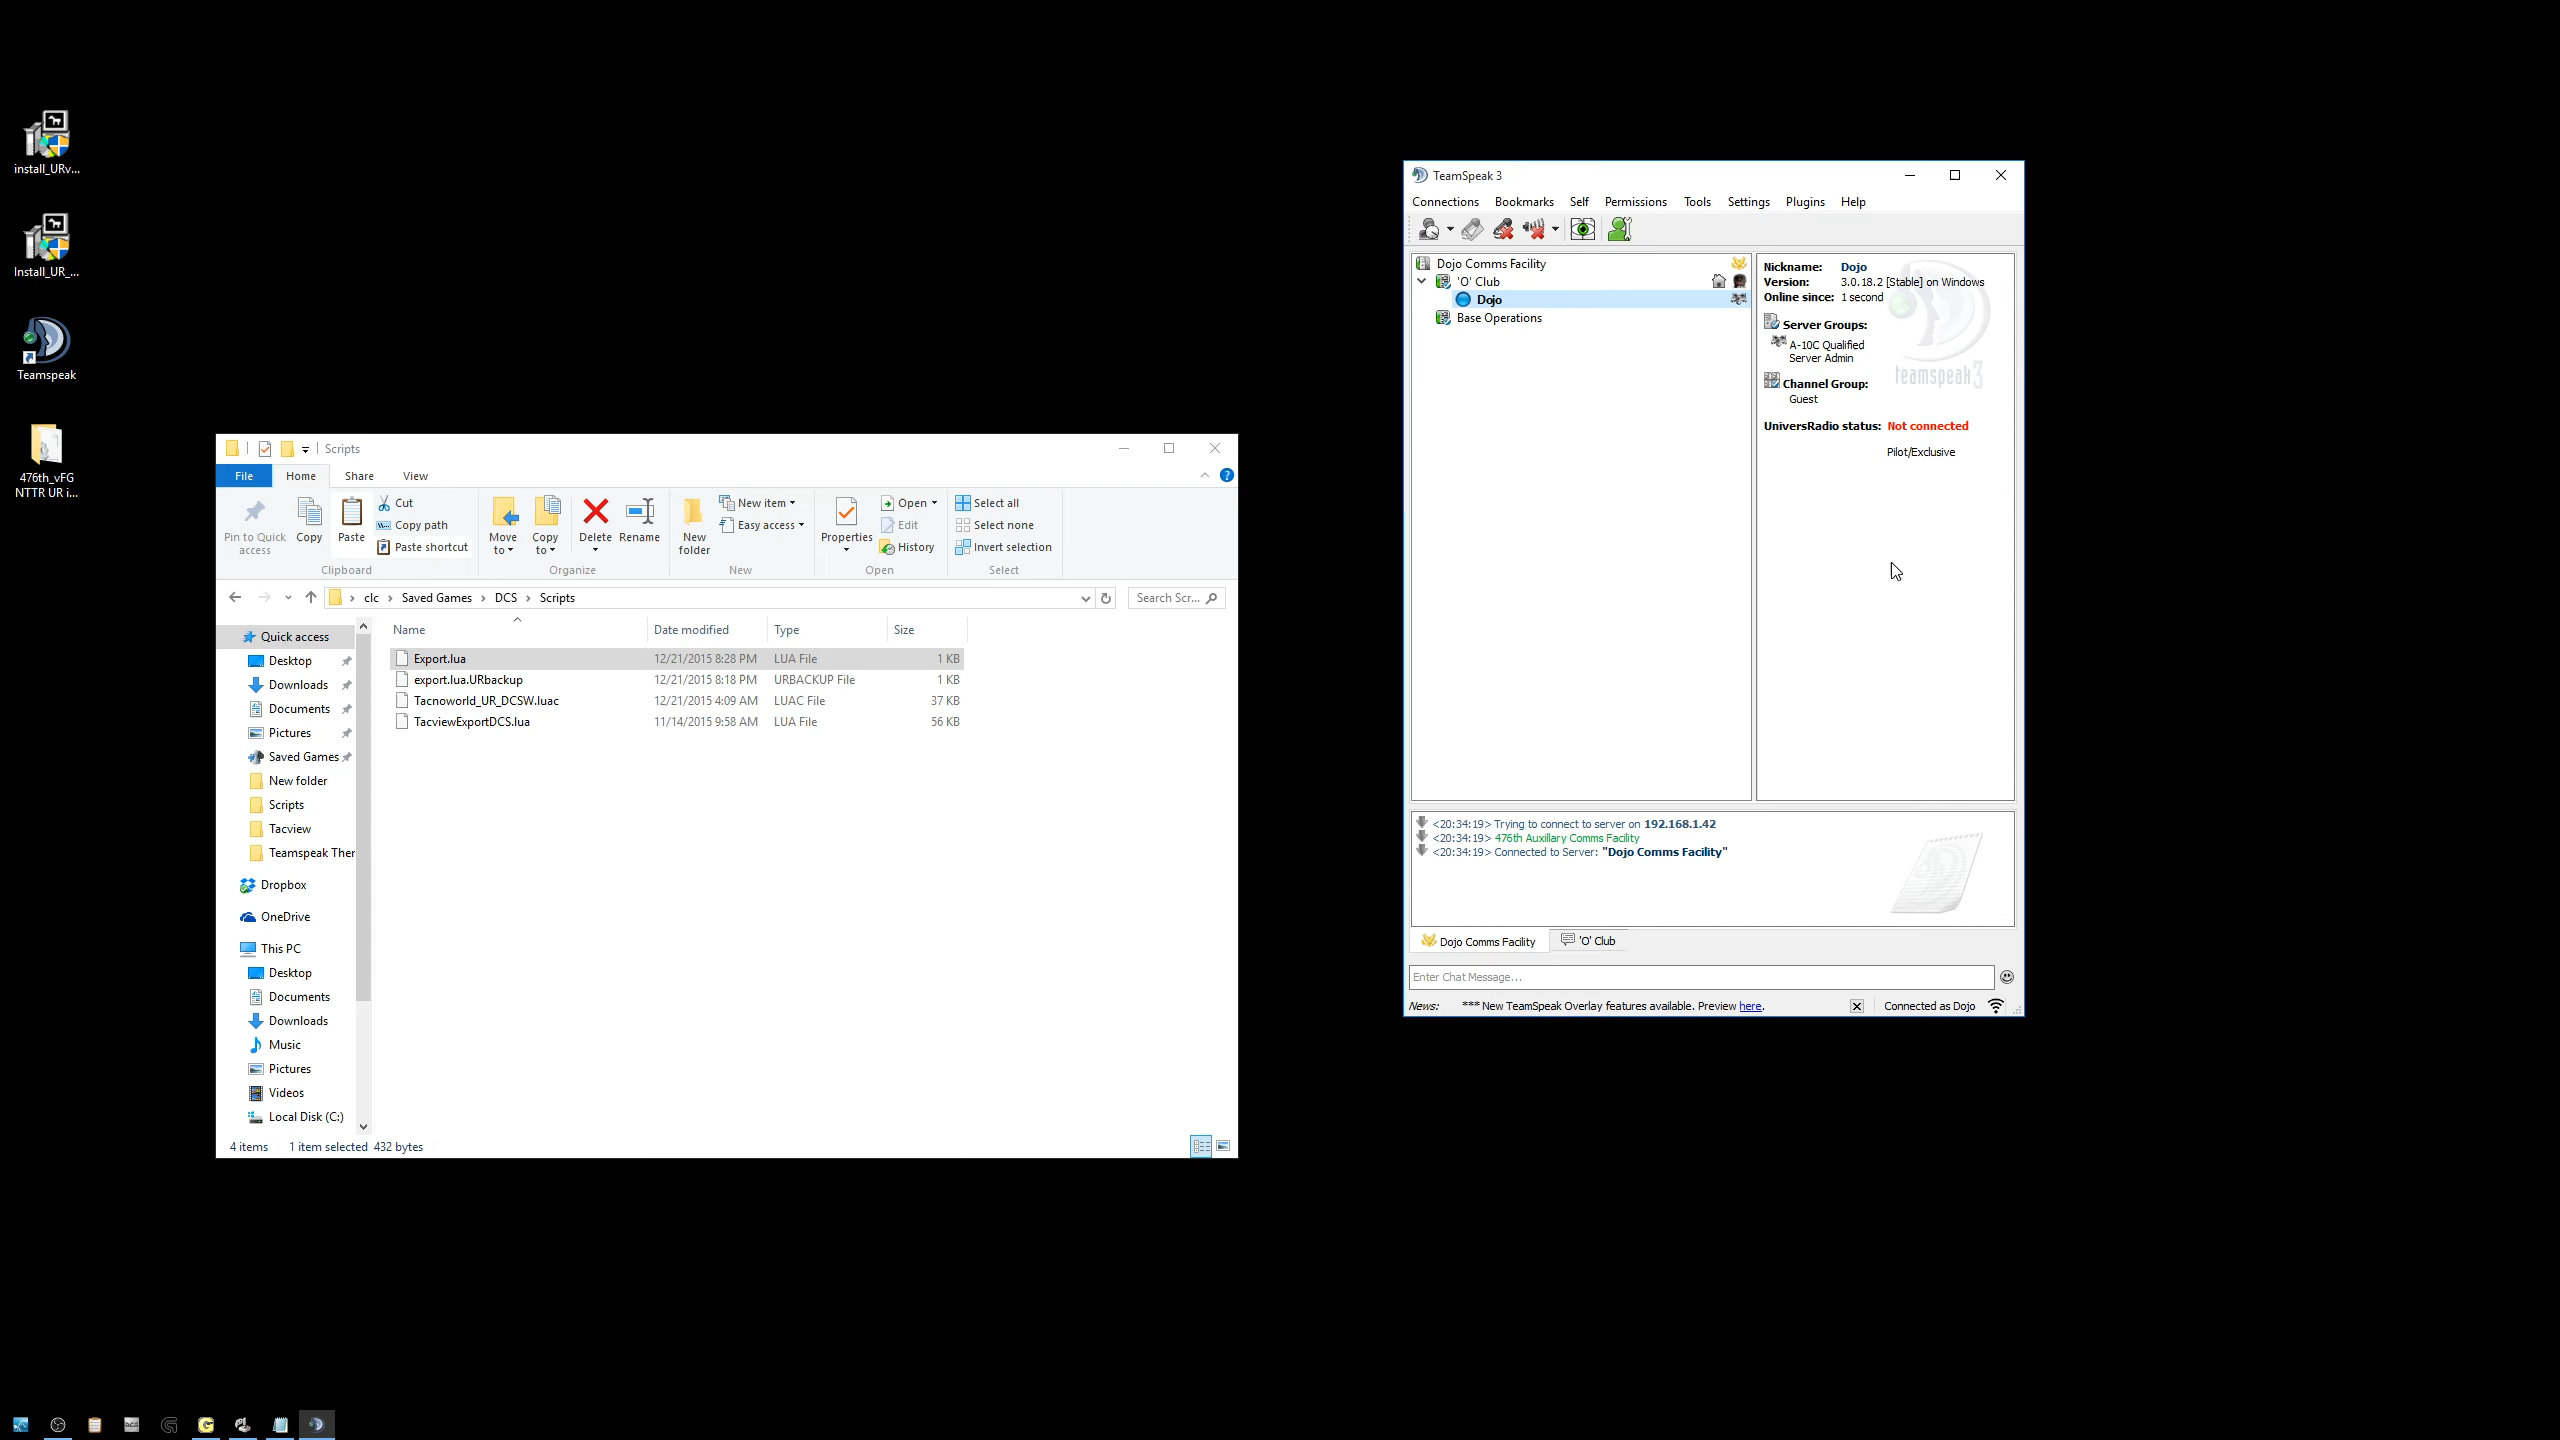 install_URv...
Install_UR_...
Teamspeak
476th_vFG
NTTR UR i...
Scripts
File
Home
Share
View
Pin to Quick
access
Copy
Paste
Cut
Copy path
Paste shortcut
Clipboard
Move
to
Copy
to
Delete
Rename
Organize
New
folder
New item
Easy access
New
Properties
Open
Edit
History
Open
Select all
Select none
Invert selection
Select
clc
Saved Games
DCS
Scripts
Search Scr...
Quick access
Desktop
Downloads
Documents
Pictures
Saved Games
New folder
Scripts
Tacview
Teamspeak Ther
Dropbox
OneDrive
This PC
Desktop
Documents
Downloads
Music
Pictures
Videos
Local Disk (C:)
Name Date modified Type Size
Export.lua 12/21/2015 8:28 PM LUA File 1 KB
export.lua.URbackup 12/21/2015 8:18 PM URBACKUP File 1 KB
Tacnoworld_UR_DCSW.luac 12/21/2015 4:09 AM LUAC File 37 KB
TacviewExportDCS.lua 11/14/2015 9:58 AM LUA File 56 KB
4 items 1 item selected 432 bytes
TeamSpeak 3
Connections Bookmarks Self Permissions Tools Settings Plugins Help
Dojo Comms Facility
'O' Club
Dojo
Base Operations
Nickname: Dojo
Version: 3.0.18.2 [Stable] on Windows
Online since: 1 second
Server Groups:
A-10C Qualified
Server Admin
Channel Group:
Guest
teamspeak3
UniversRadio status: Not connected
Pilot/Exclusive
<20:34:19> Trying to connect to server on 192.168.1.42
<20:34:19> 476th Auxillary Comms Facility
<20:34:19> Connected to Server: "Dojo Comms Facility"
Dojo Comms Facility
'O' Club
Enter Chat Message...
News: *** New TeamSpeak Overlay features available. Preview here.
Connected as Dojo
DCS